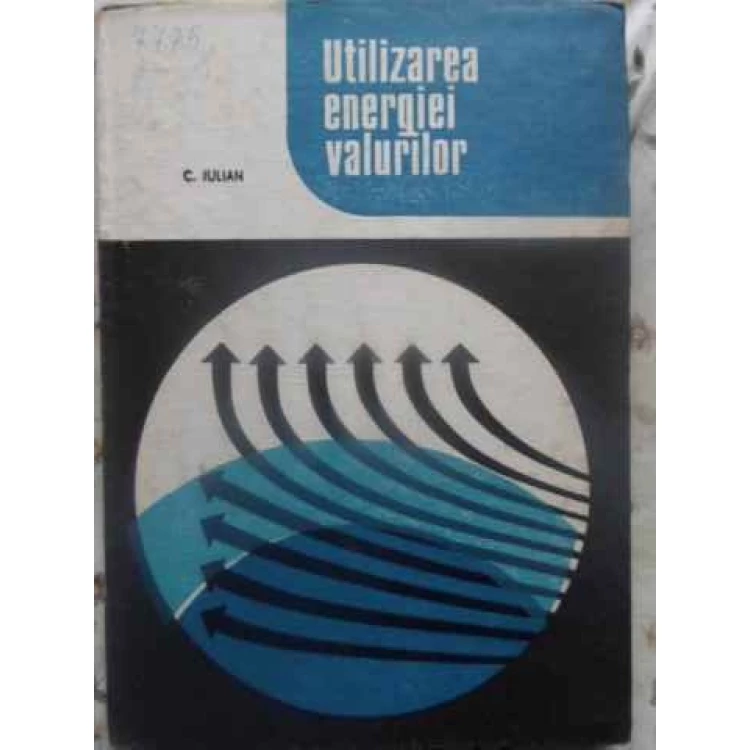 Utilizarea
energiei
valurilor
C. IULIAN